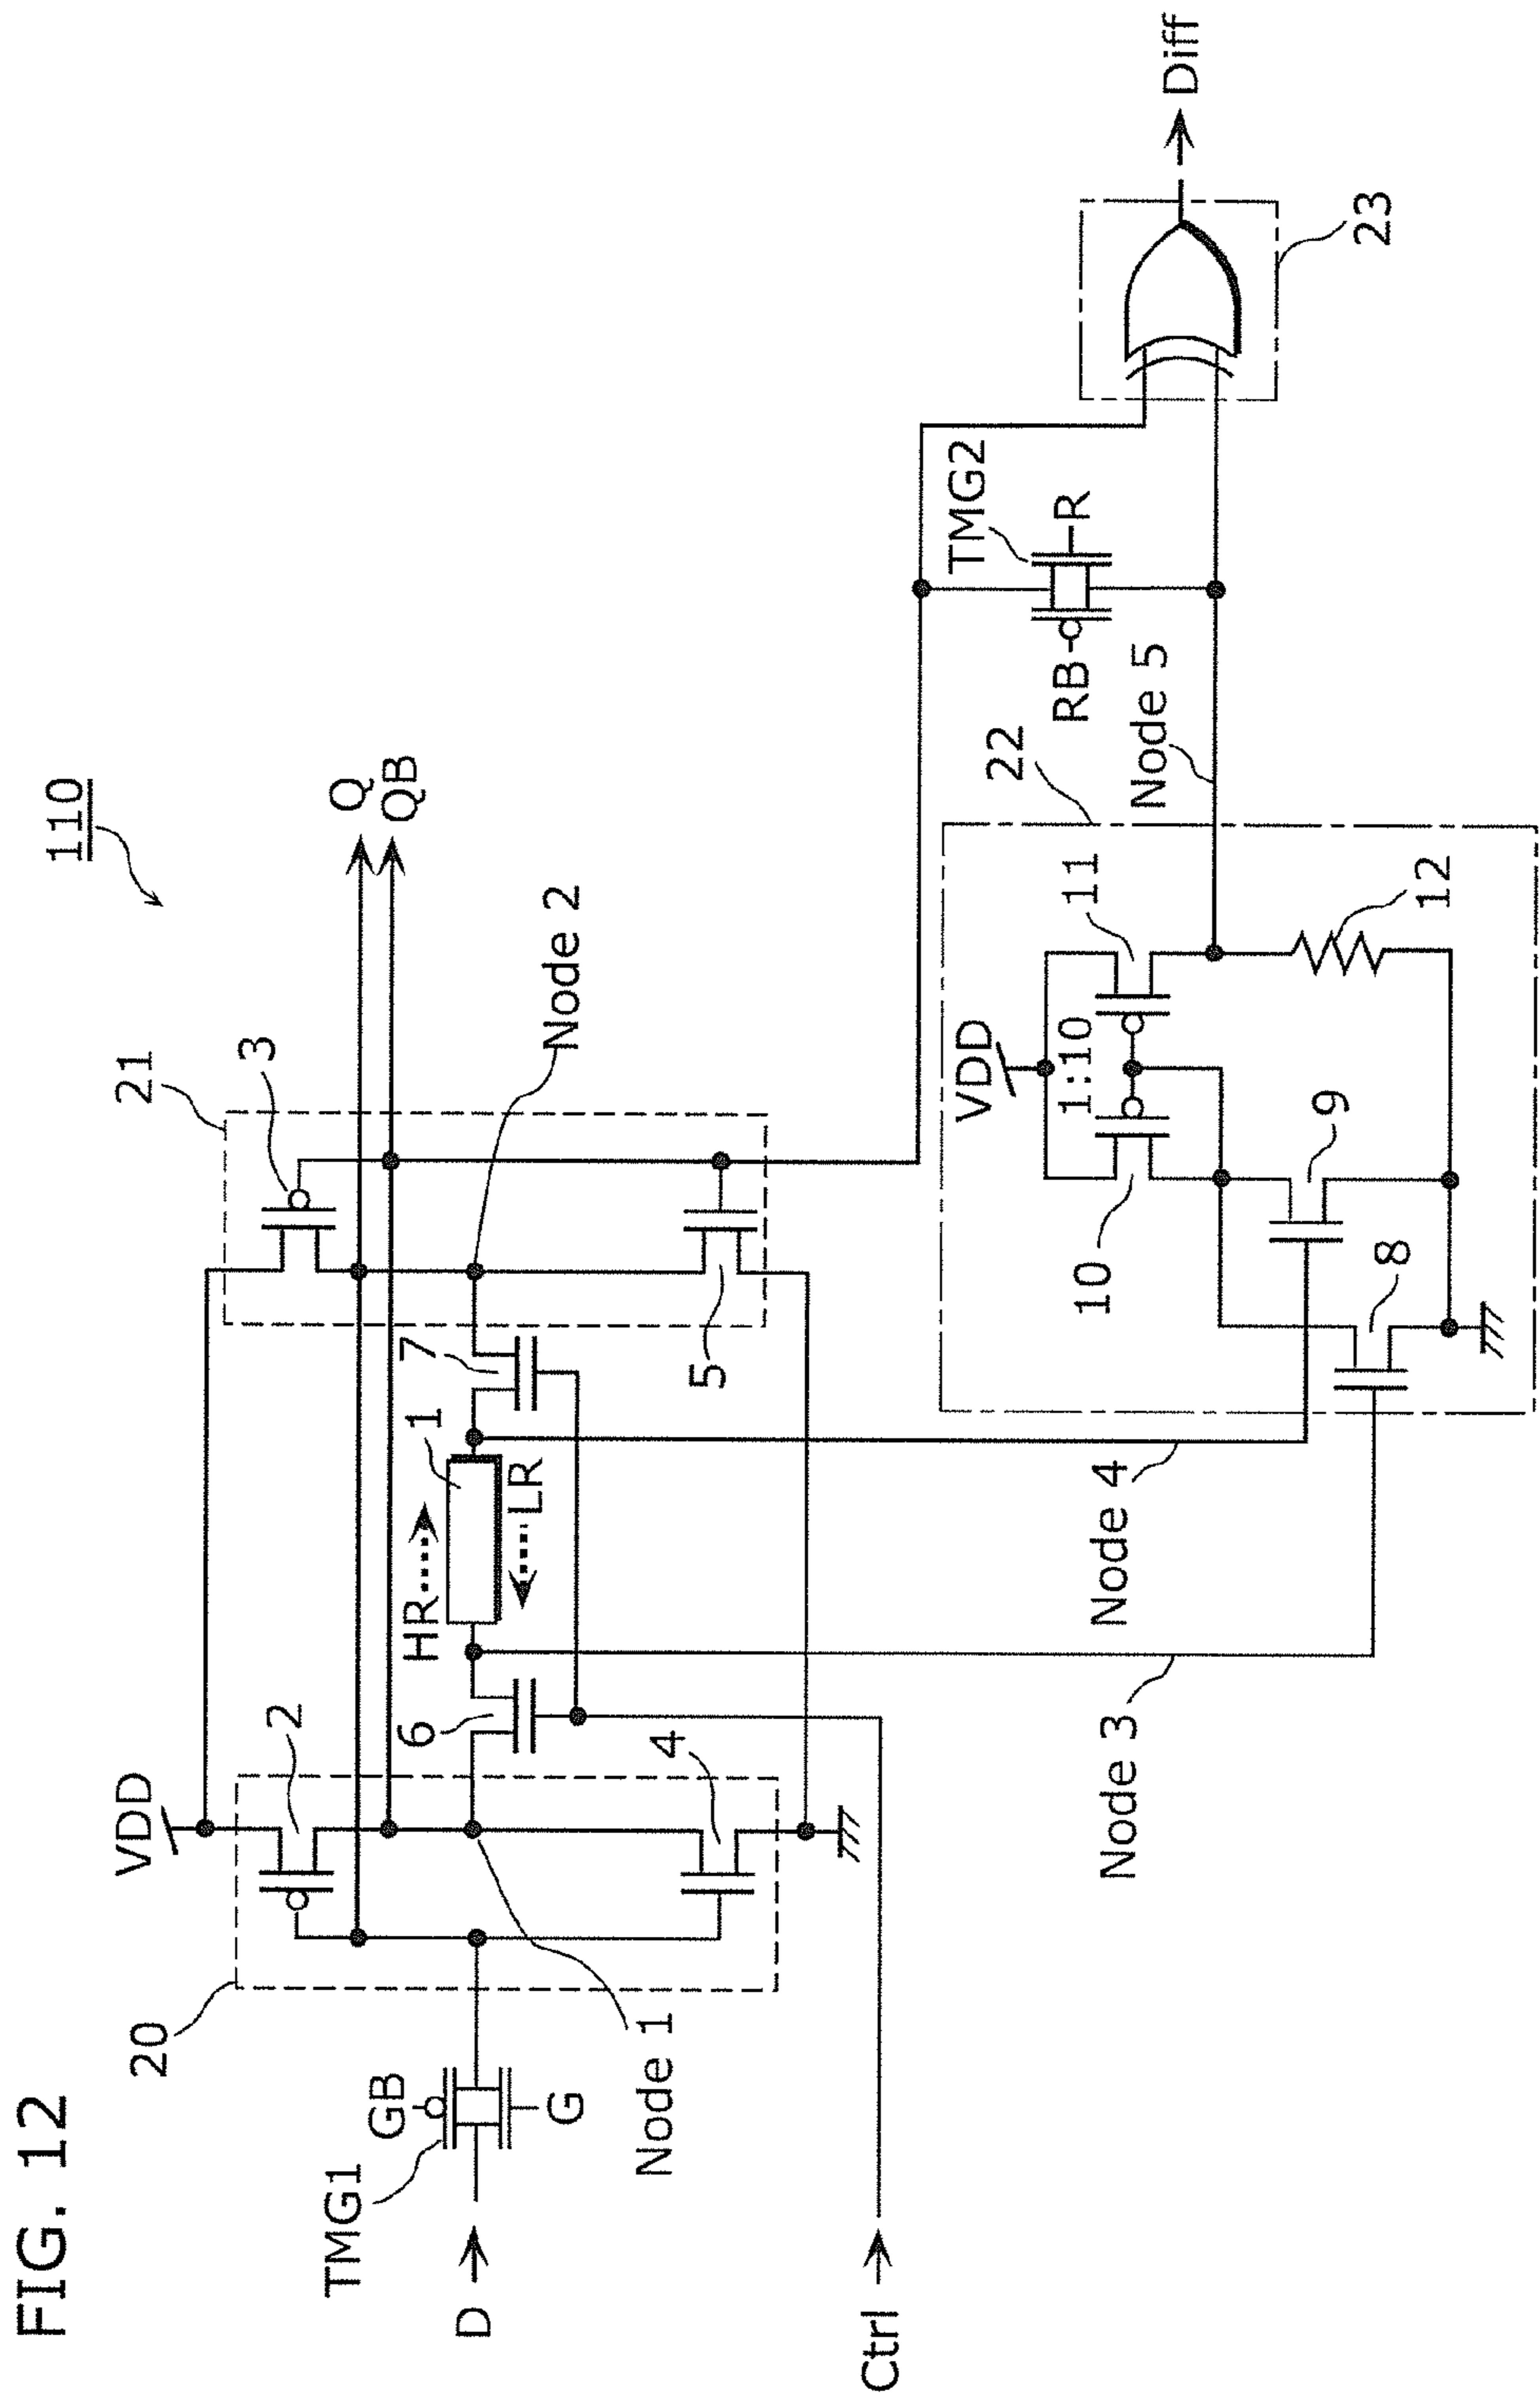 FIG. 12
110
20
VDD
2
21
3
Q
QB
TMG1
GB
G
D
Node 1
4
6
HR
LR
1
7
5
Node 2
Ctrl
Node 3
Node 4
22
VDD
1:10
10
11
8
9
12
Node 5
TMG2
RB
R
23
Diff